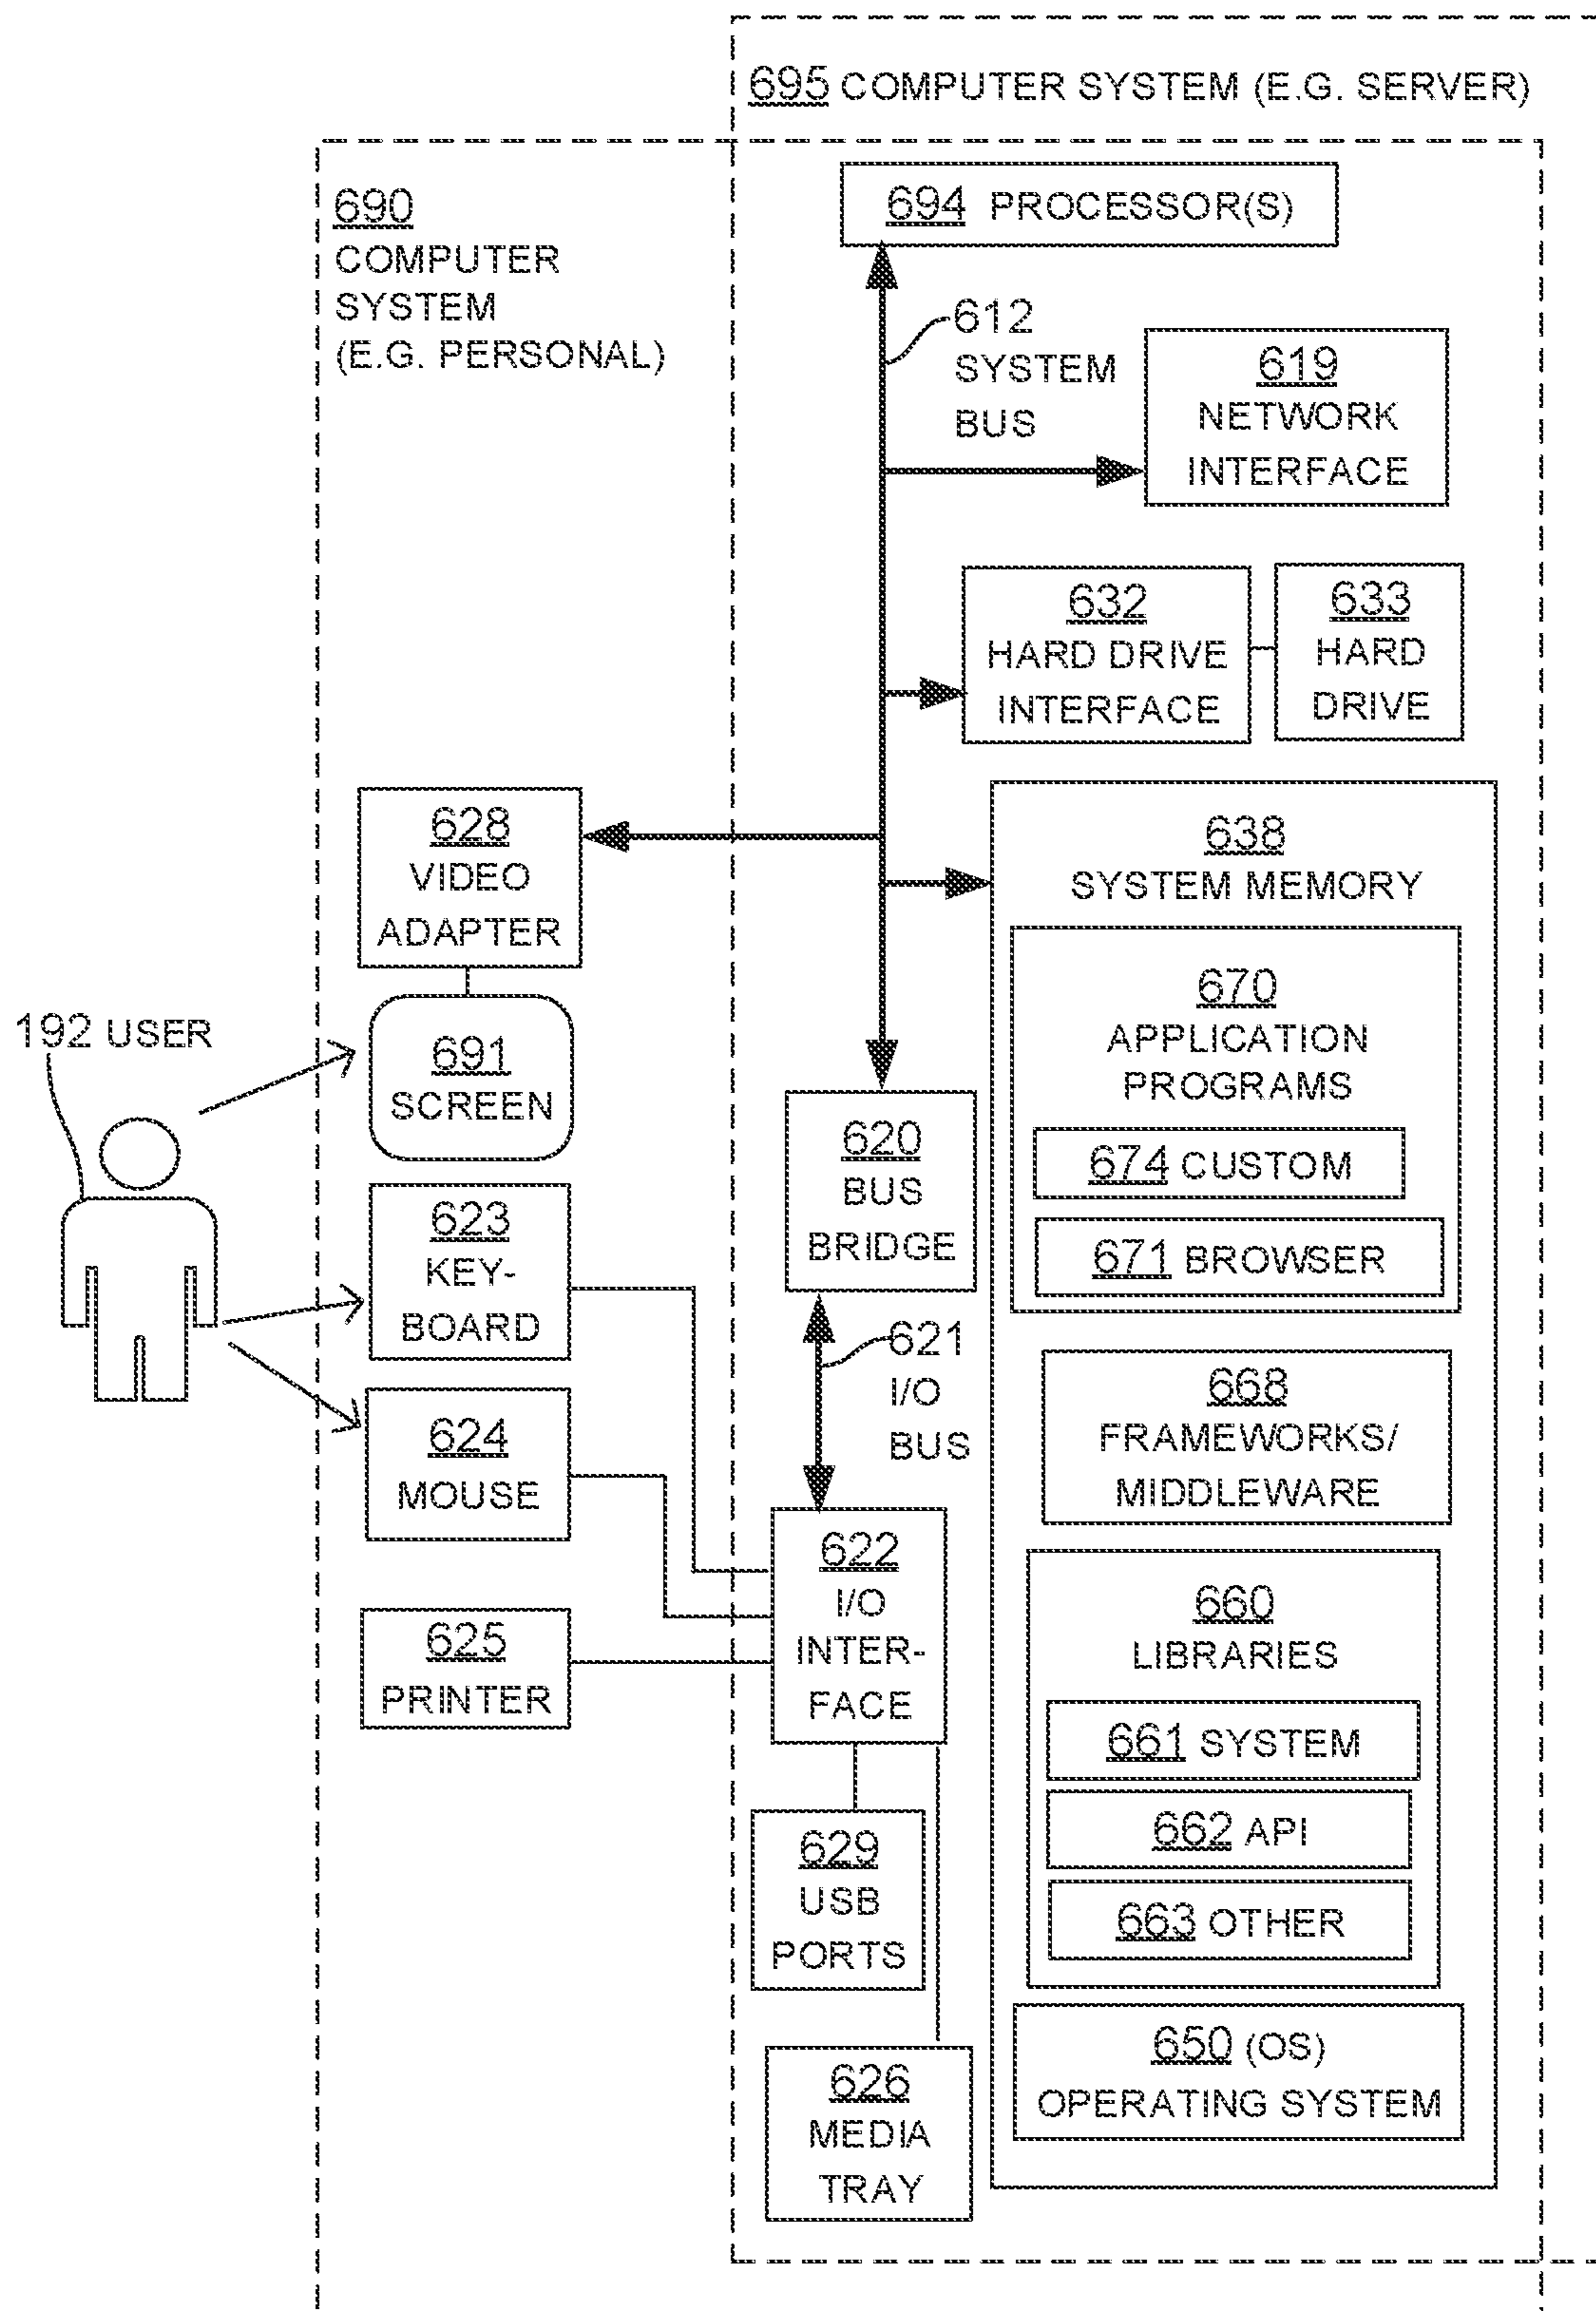 695 COMPUTER SYSTEM (E.G. SERVER)
690
COMPUTER
SYSTEM
(E.G. PERSONAL)
694 PROCESSOR(S)
612
SYSTEM
BUS
619
NETWORK
INTERFACE
632
HARD DRIVE
INTERFACE
633
HARD
DRIVE
628
VIDEO
ADAPTER
638
SYSTEM MEMORY
670
APPLICATION
PROGRAMS
674 CUSTOM
671 BROWSER
192 USER
691
SCREEN
620
BUS
BRIDGE
623
KEY-
BOARD
621
I/O
BUS
624
MOUSE
668
FRAMEWORKS/
MIDDLEWARE
622
I/O
INTER-
FACE
625
PRINTER
660
LIBRARIES
661 SYSTEM
662 API
663 OTHER
629
USB
PORTS
650 (OS)
OPERATING SYSTEM
626
MEDIA
TRAY